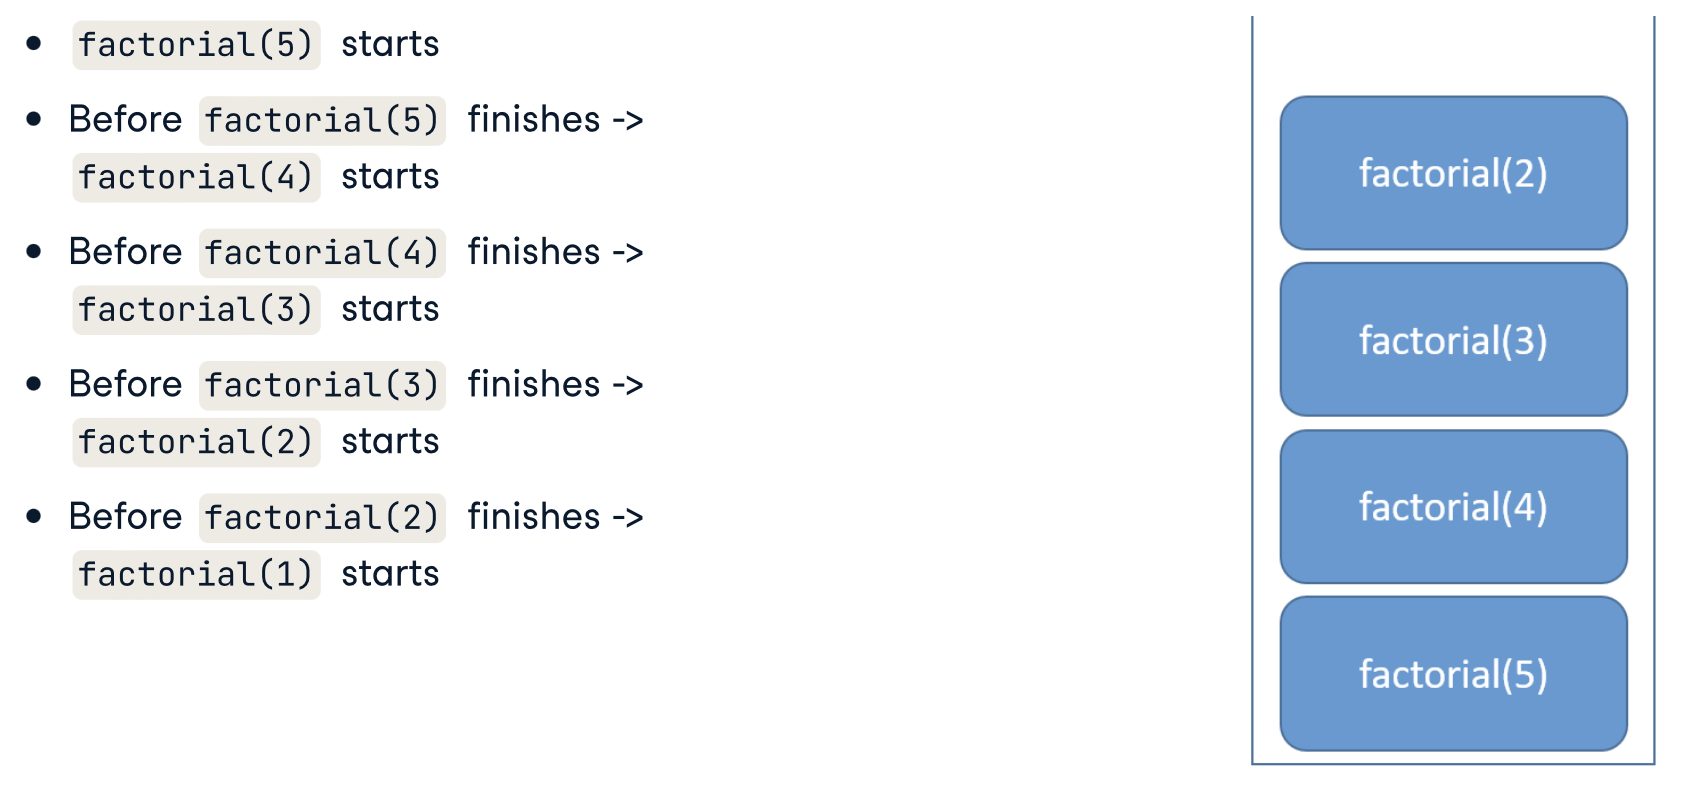 • factorial(5) starts
• Before factorial(5) finishes ->
factorial(4) starts
• Before factorial(4) finishes ->
factorial(3) starts
• Before factorial(3) finishes ->
factorial(2) starts
• Before factorial(2) finishes ->
factorial(1) starts
factorial(2)
factorial(3)
factorial(4)
factorial(5)